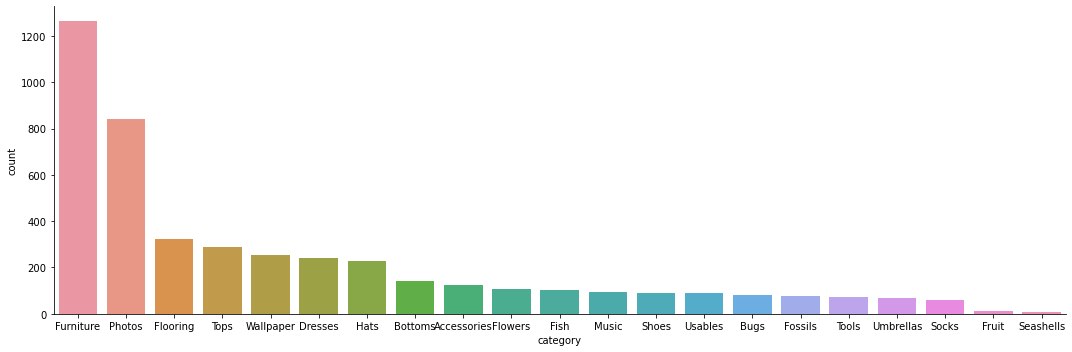 count
1200
1000
800
600
400
200
0
Furniture Photos Flooring Tops Wallpaper Dresses Hats Bottoms Accessories Flowers Fish Music Shoes Usables Bugs Fossils Tools Umbrellas Socks Fruit Seashells
category